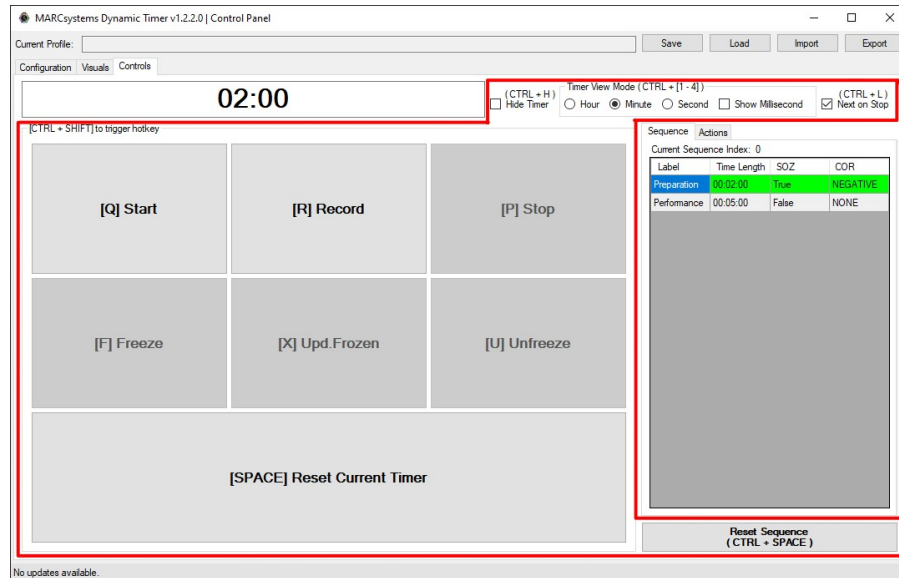 MARCsystems Dynamic Timer v1.2.2.0 | Control Panel
Current Profile:
Save
Load
Import
Export
Configuration
Visuals
Controls
02:00
( CTRL + H )
Hide Timer
Timer View Mode ( CTRL + [1 - 4] )
Hour
Minute
Second
Show Millisecond
( CTRL + L )
Next on Stop
[CTRL + SHIFT] to trigger hotkey
[Q] Start
[R] Record
[P] Stop
[F] Freeze
[X] Upd.Frozen
[U] Unfreeze
[SPACE] Reset Current Timer
Sequence
Actions
Current Sequence Index: 0
Label Time Length SOZ COR
Preparation 00:02:00 True NEGATIVE
Performance 00:05:00 False NONE
Reset Sequence
( CTRL + SPACE )
No updates available.